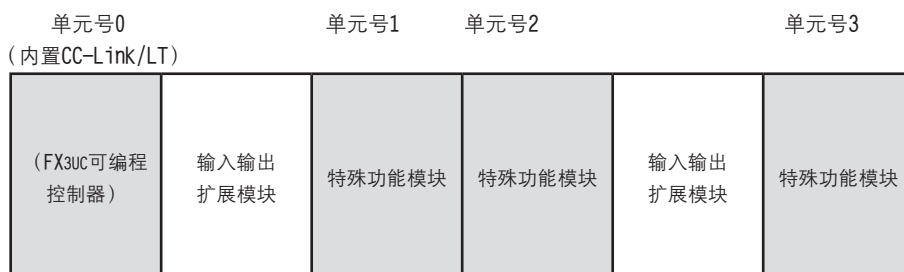 单元号0 单元号1 单元号2 单元号3
(内置CC-Link/LT)
(FX3UC可编程
控制器)
输入输出
扩展模块
特殊功能模块
特殊功能模块
输入输出
扩展模块
特殊功能模块